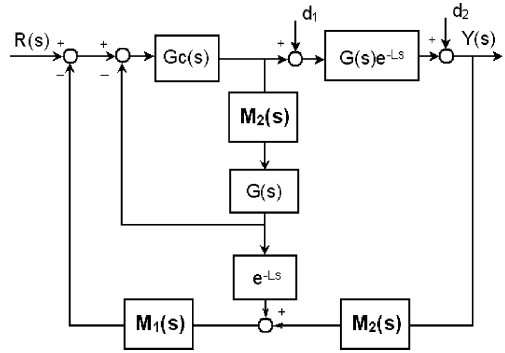 d₁
d₂
R(s)
+
+
Gc(s)
+
G(s)e⁻ᴸˢ
+
Y(s)
−
−
M₂(s)
G(s)
e⁻ᴸˢ
M₁(s)
+
M₂(s)